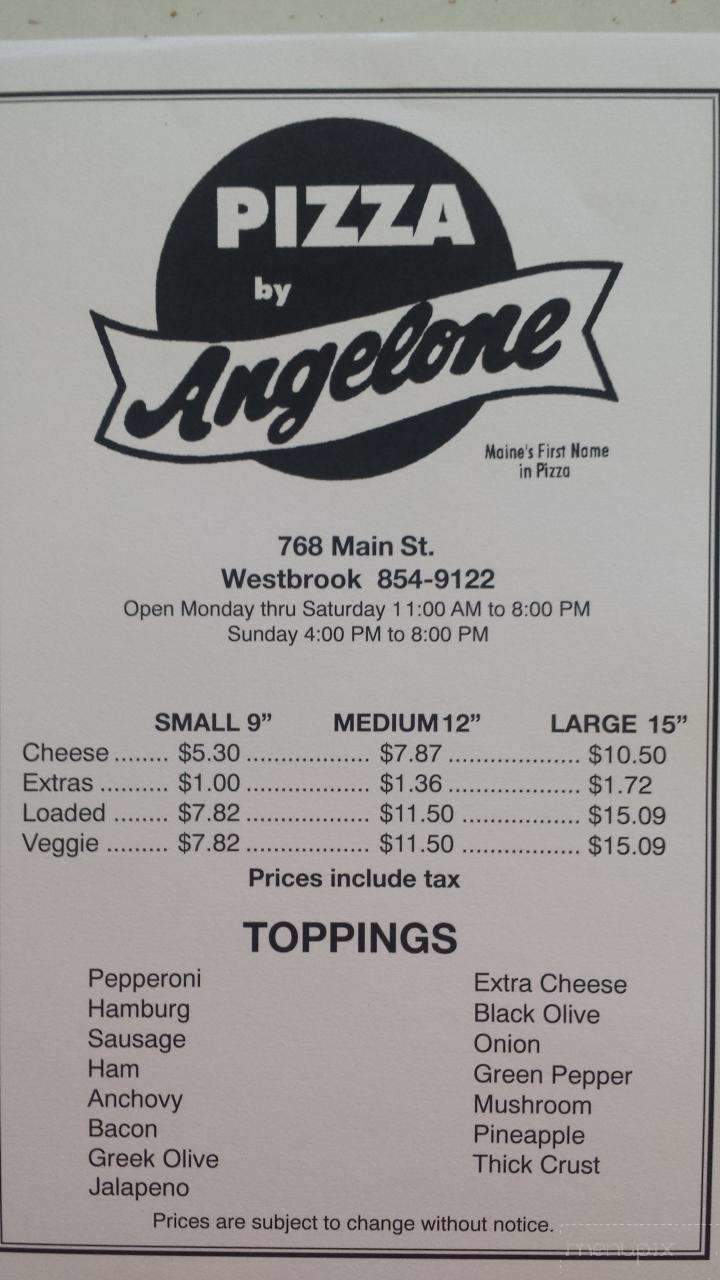 PIZZA
by
Angelone
Maine's First Name
in Pizza
768 Main St.
Westbrook 854-9122
Open Monday thru Saturday 11:00 AM to 8:00 PM
Sunday 4:00 PM to 8:00 PM
SMALL 9” MEDIUM 12” LARGE 15”
Cheese ........ $5.30 .................. $7.87 ................... $10.50
Extras .......... $1.00 .................. $1.36 ................... $1.72
Loaded ........ $7.82 .................. $11.50 ................. $15.09
Veggie ......... $7.82 .................. $11.50 ................. $15.09
Prices include tax
TOPPINGS
Pepperoni
Hamburg
Sausage
Ham
Anchovy
Bacon
Greek Olive
Jalapeno
Extra Cheese
Black Olive
Onion
Green Pepper
Mushroom
Pineapple
Thick Crust
Prices are subject to change without notice.
menupix